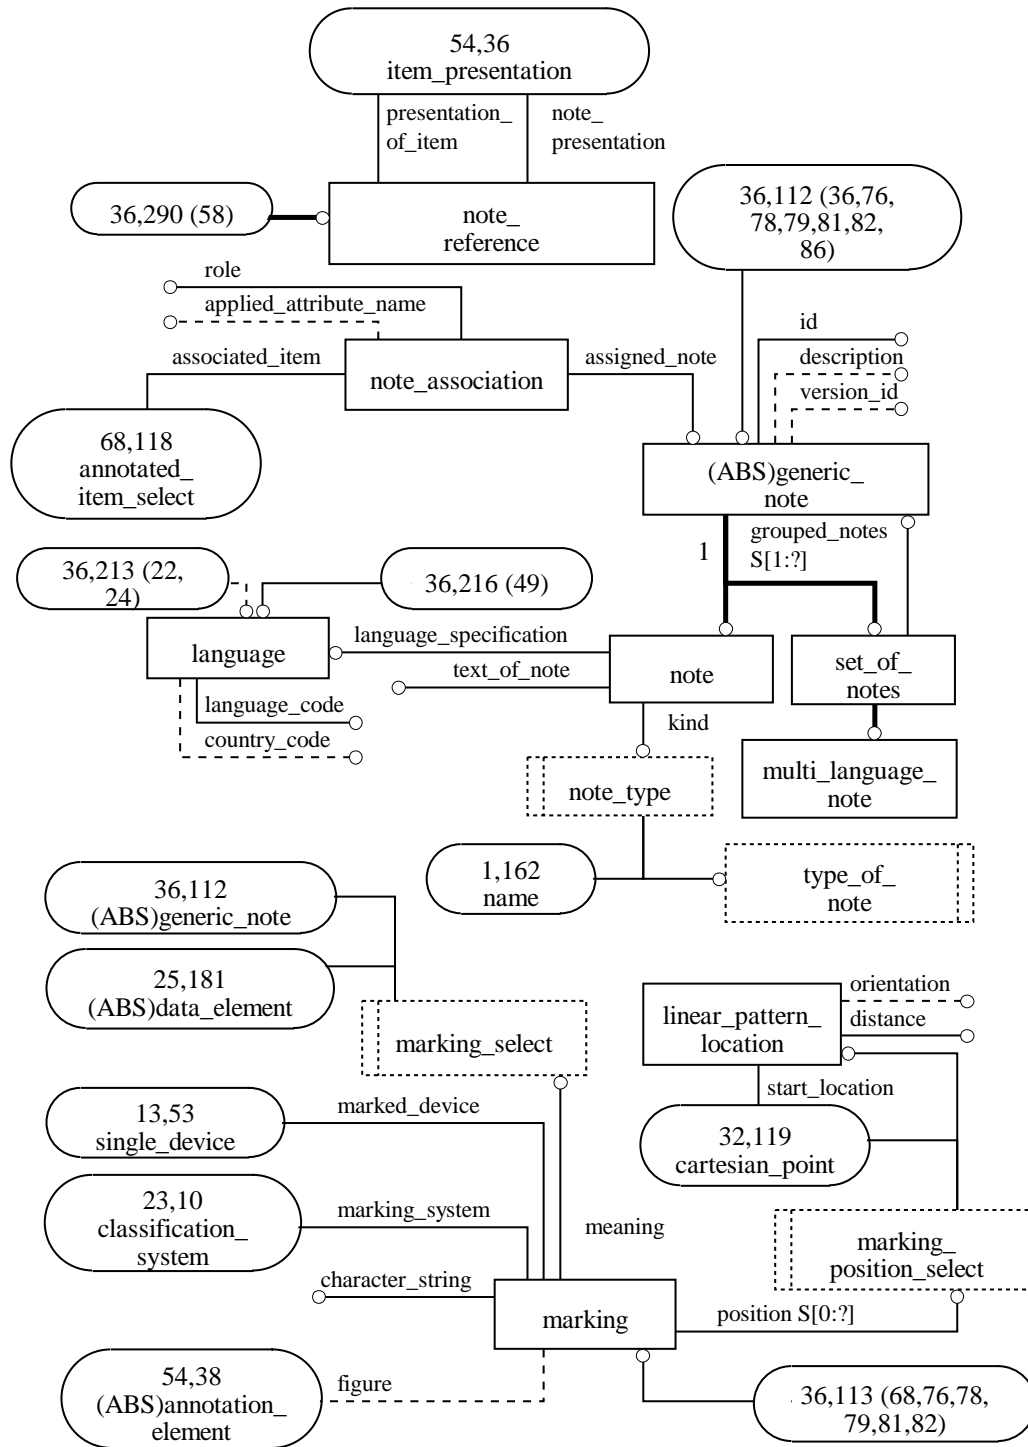 54,36
item_presentation
presentation_
of_item
note_
presentation
36,290 (58)
note_
reference
36,112 (36,76,
78,79,81,82,
86)
role
applied_attribute_name
associated_item
note_association
assigned_note
id
description
version_id
68,118
annotated_
item_select
(ABS)generic_
note
1
grouped_notes
S[1:?]
36,213 (22,
24)
36,216 (49)
language
language_specification
text_of_note
note
set_of_
notes
language_code
country_code
kind
multi_language_
note
note_type
1,162
name
type_of_
note
36,112
(ABS)generic_note
25,181
(ABS)data_element
marking_select
linear_pattern_
location
orientation
distance
start_location
13,53
single_device
marked_device
32,119
cartesian_point
23,10
classification_
system
marking_system
meaning
marking_
position_select
character_string
marking
position S[0:?]
54,38
(ABS)annotation_
element
figure
36,113 (68,76,78,
79,81,82)